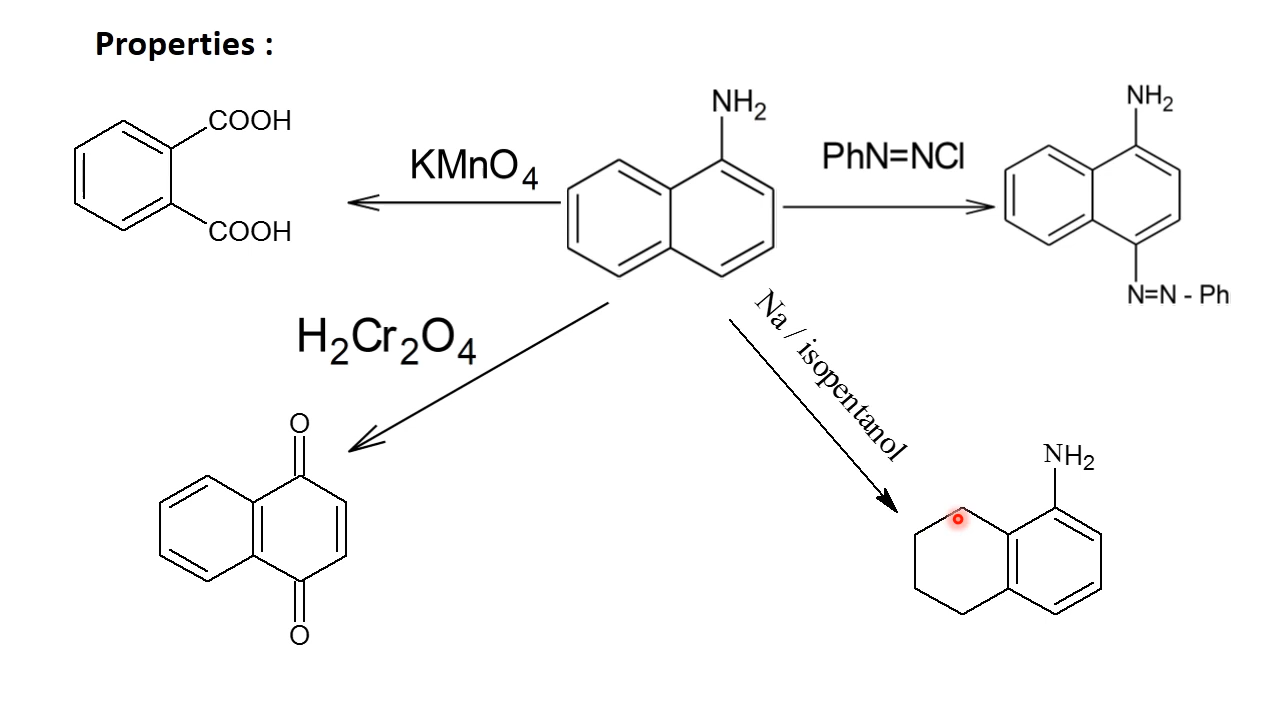 Properties :
NH2
NH2
COOH
KMnO4
PhN=NCl
COOH
N=N - Ph
H2Cr2O4
Na / isopentanol
O
NH2
O